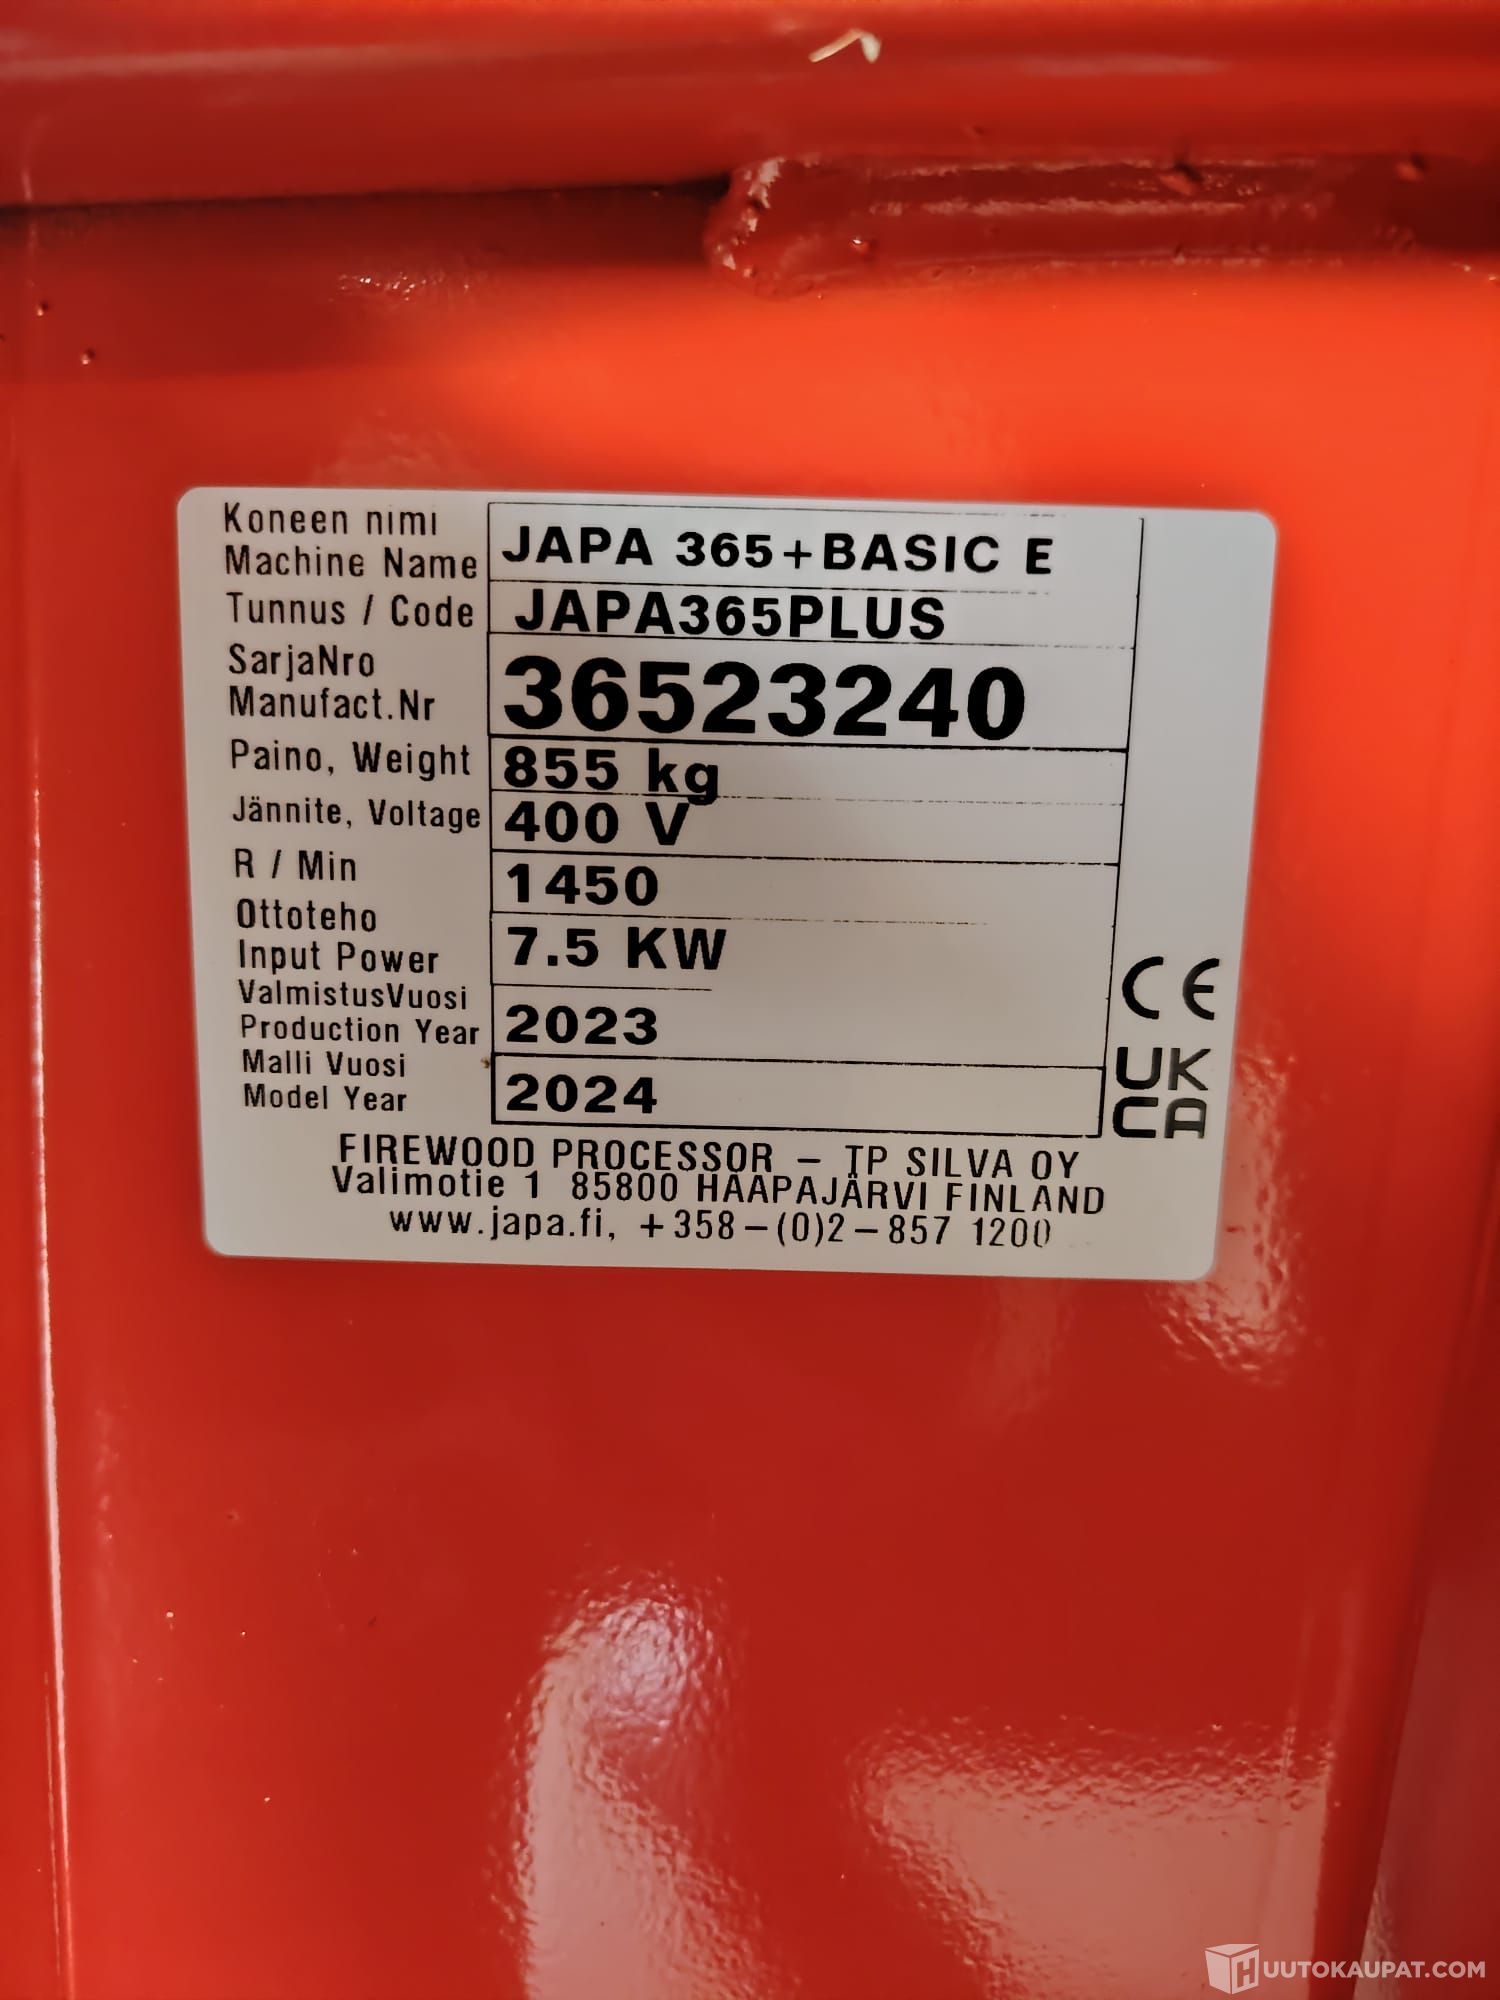 Koneen nimi
Machine Name JAPA 365+BASIC E
Tunnus / Code JAPA365PLUS
SarjaNro
Manufact.Nr 36523240
Paino, Weight 855 kg
Jännite, Voltage 400 V
R / Min 1450
Ottoteho
Input Power 7.5 KW
ValmistusVuosi
Production Year 2023
Malli Vuosi
Model Year 2024
CE
UK
CA
FIREWOOD PROCESSOR – TP SILVA OY
Valimotie 1 85800 HAAPAJÄRVI FINLAND
www.japa.fi, +358–(0)2–857 1200
HUUTOKAUPAT.COM